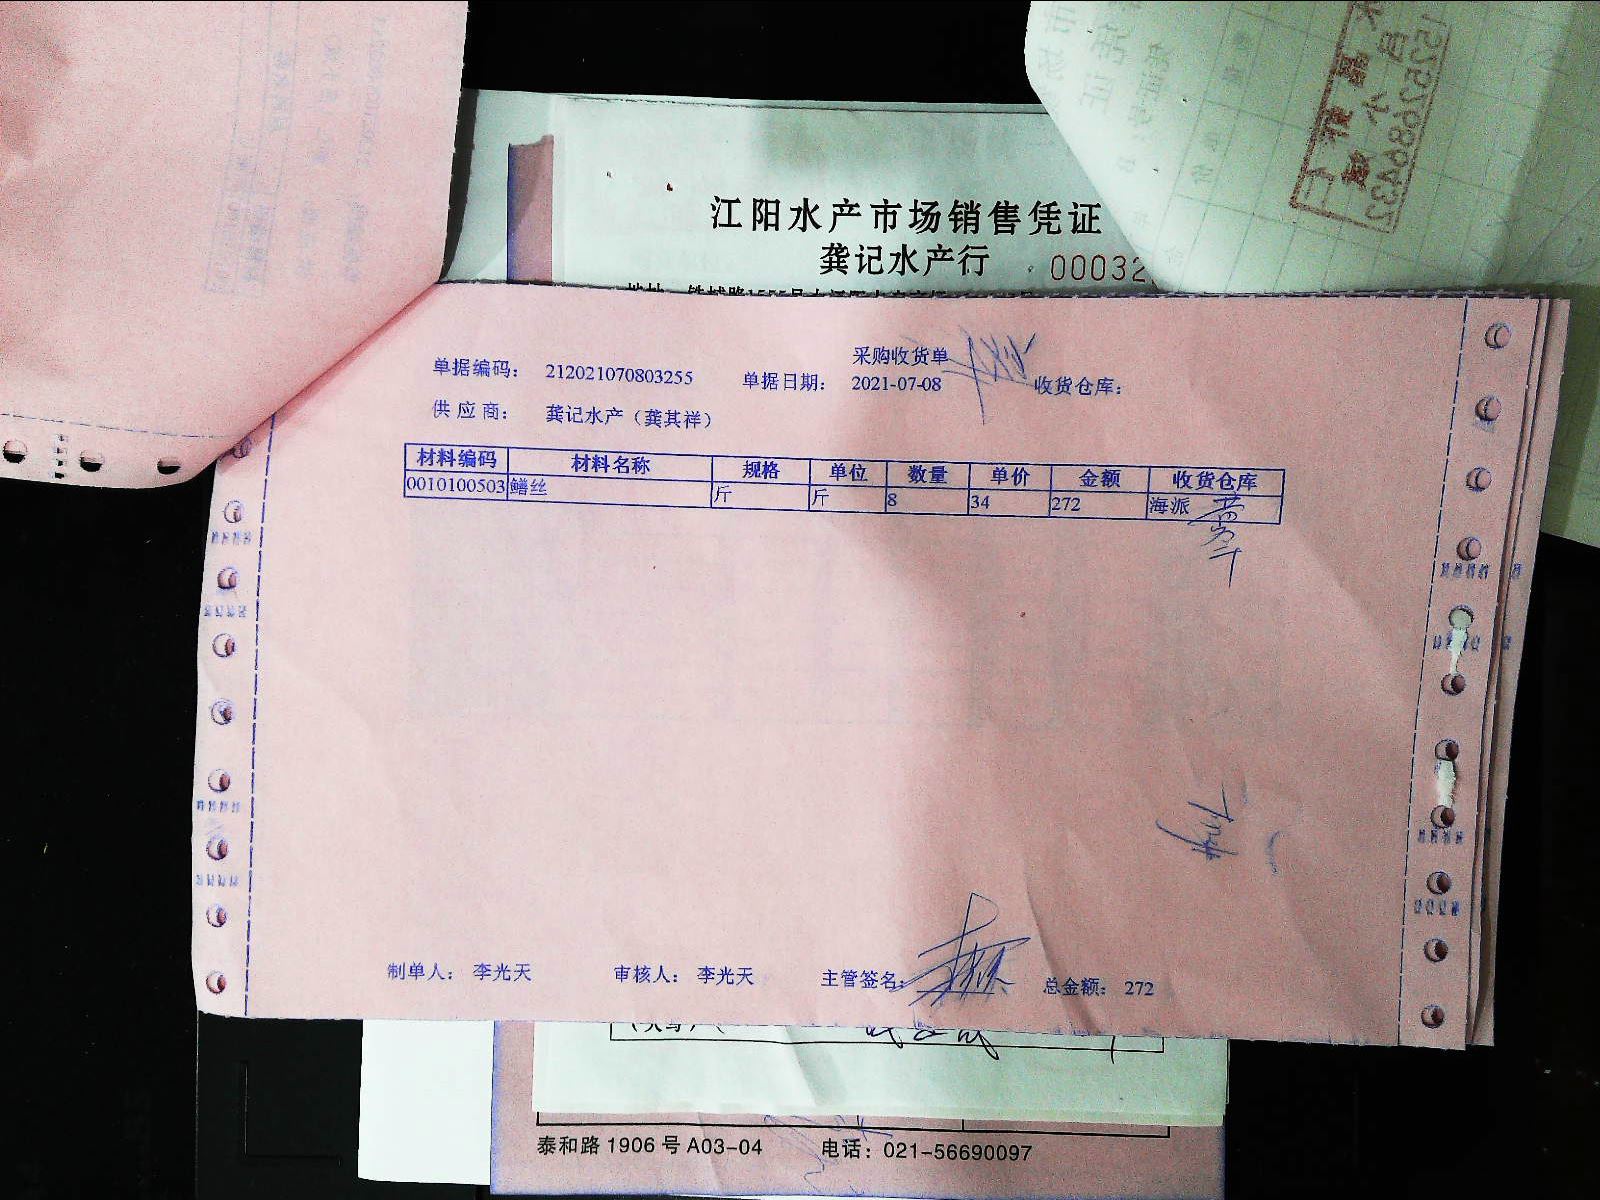 江阳水产市场销售凭证
龚记水产行
00032
采购收货单
单据编码： 212021070803255 单据日期： 2021-07-08 收货仓库：
供应商： 龚记水产（龚其祥）
材料编码 材料名称 规格 单位 数量 单价 金额 收货仓库
0010100503 鳝丝 斤 斤 8 34 272 海派
制单人： 李光天 审核人： 李光天 主管签名： 总金额： 272
泰和路1906号A03-04 电话：021-56690097
15252686432